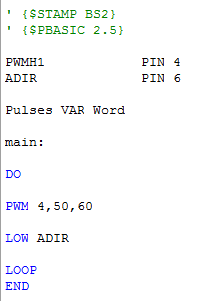 ' {$STAMP BS2}
' {$PBASIC 2.5}
PWMH1 PIN 4
ADIR PIN 6
Pulses VAR Word
main:
DO
PWM 4,50,60
LOW ADIR
LOOP
END